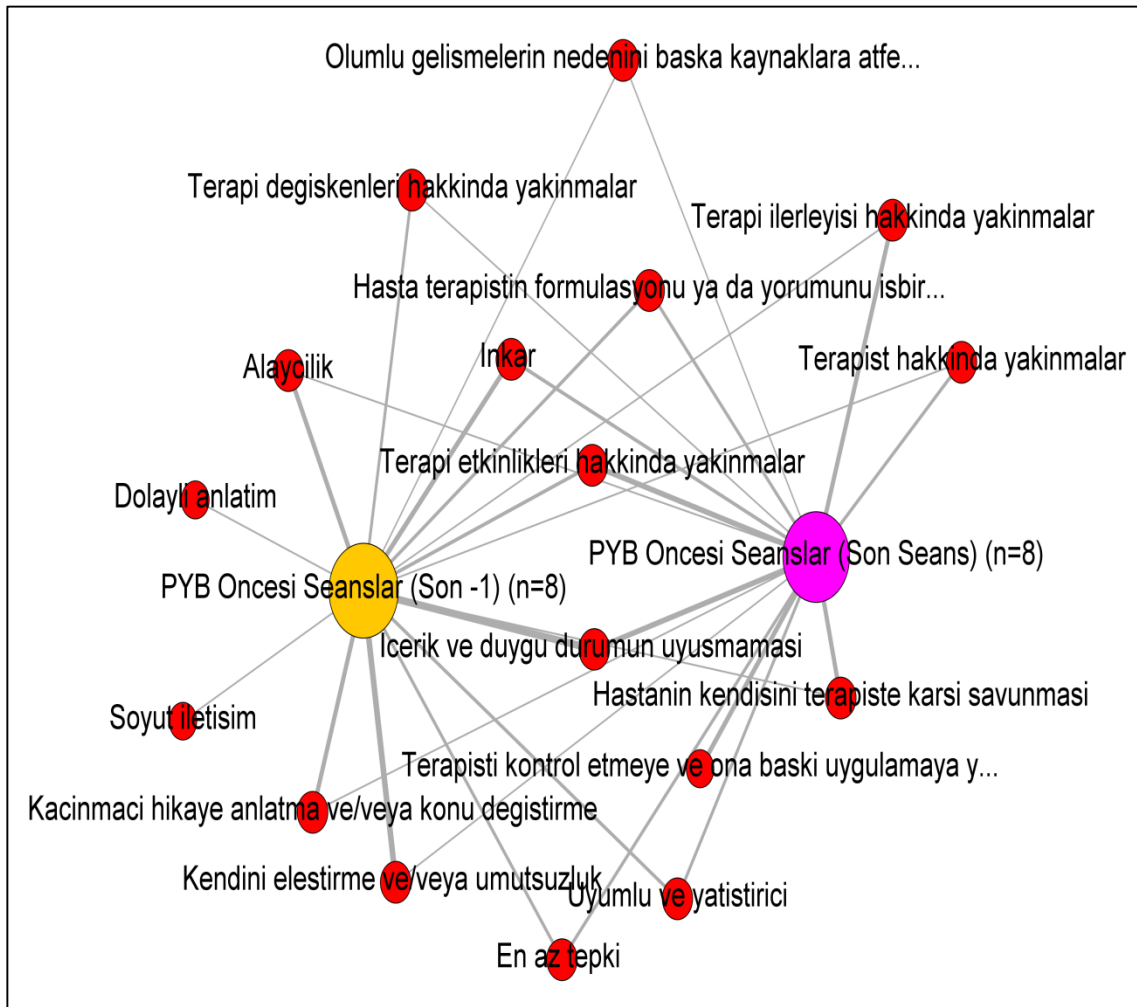 Olumlu gelismelerin nedenini baska kaynaklara atfe...
Terapi degiskenleri hakkinda yakinmalar
Terapi ilerleyisi hakkinda yakinmalar
Hasta terapistin formulasyonu ya da yorumunu isbir...
Inkar
Terapist hakkinda yakinmalar
Alaycilik
Terapi etkinlikleri hakkinda yakinmalar
Dolayli anlatim
PYB Oncesi Seanslar (Son Seans) (n=8)
PYB Oncesi Seanslar (Son -1) (n=8)
Icerik ve duygu durumun uyusmamasi
Hastanin kendisini terapiste karsi savunmasi
Soyut iletisim
Terapisti kontrol etmeye ve ona baski uygulamaya y...
Kacinmaci hikaye anlatma ve/veya konu degistirme
Kendini elestirme ve/veya umutsuzluk
Uyumlu ve yatistirici
En az tepki